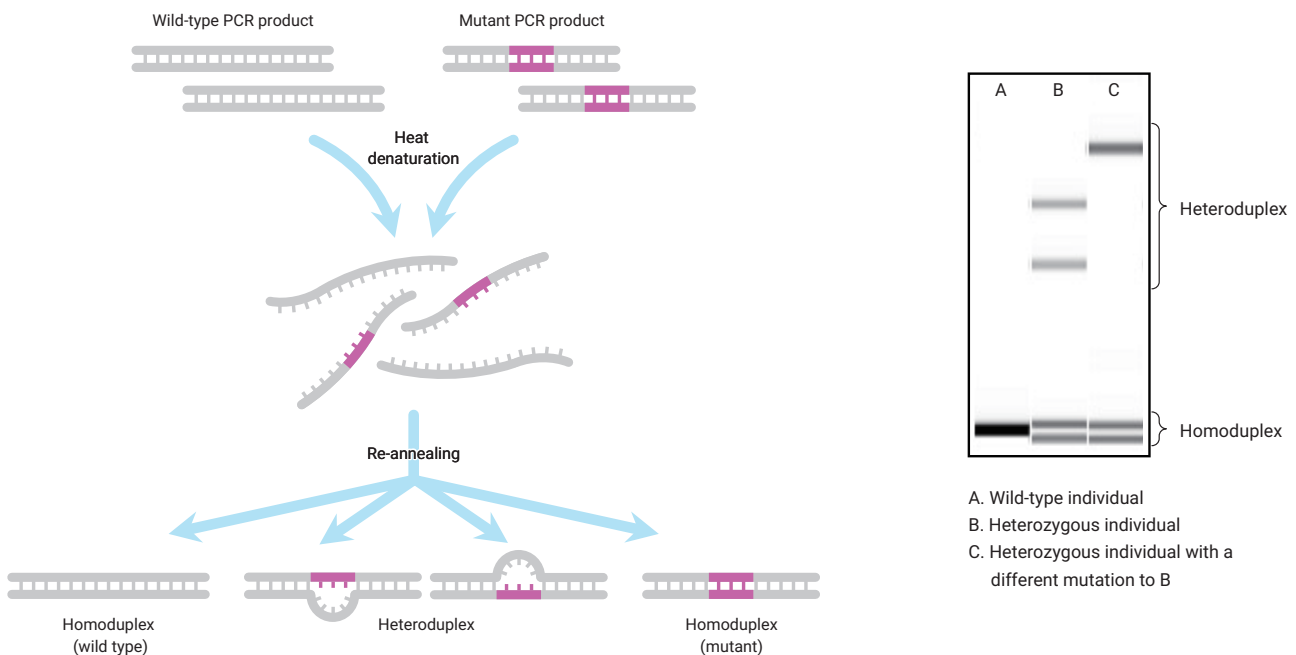 Wild-type PCR product
Mutant PCR product
Heat
denaturation
Re-annealing
Homoduplex
(wild type)
Heteroduplex
Homoduplex
(mutant)
A
B
C
Heteroduplex
Homoduplex
A. Wild-type individual
B. Heterozygous individual
C. Heterozygous individual with a
different mutation to B